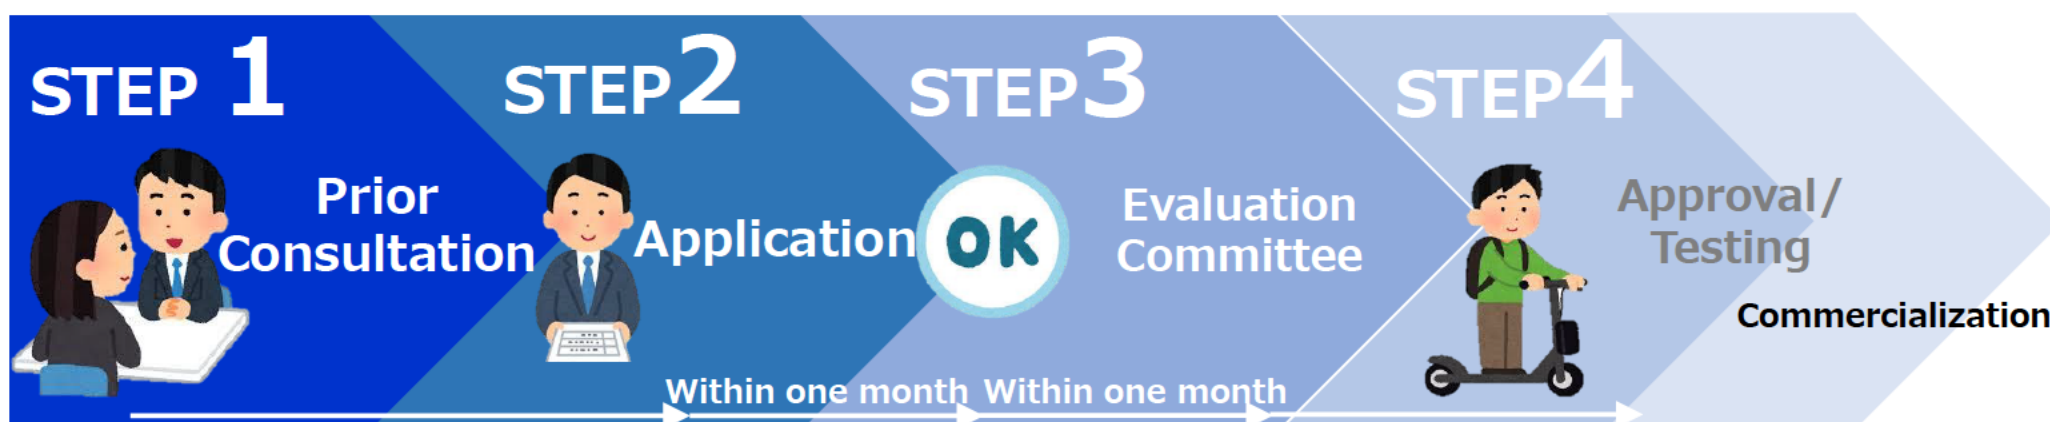 STEP 1
Prior
Consultation
STEP2
Application
OK
STEP3
Evaluation
Committee
STEP4
Approval/
Testing
Commercialization
Within one month
Within one month